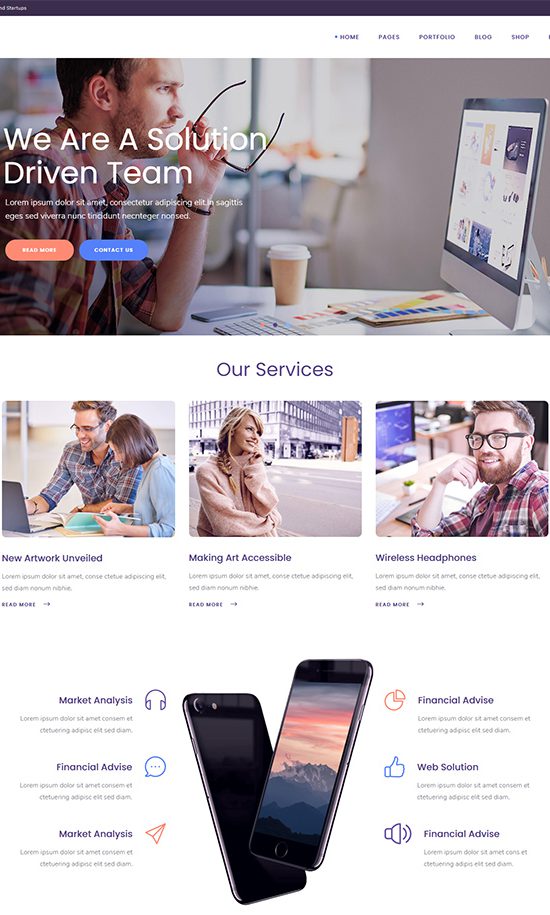 nd Startups
+ HOME PAGES PORTFOLIO BLOG SHOP
We Are A Solution
Driven Team
Lorem ipsum dolor sit amet, consectetur adipiscing elit.In sagittis
eges sed viverra nunc tincidunt necnteger nonsed.
READ MORE CONTACT US
Our Services
New Artwork Unveiled
Lorem ipsum dolor sit amet, conse ctetue adipiscing elit,
sed diam nonum nibhie.
READ MORE
Making Art Accessible
Lorem ipsum dolor sit amet, conse ctetue adipiscing elit,
sed diam nonum nibhie.
READ MORE
Wireless Headphones
Lorem ipsum dolor sit amet, conse ctetue adipiscing elit,
sed diam nonum nibhie.
READ MORE
Market Analysis
Lorem ipsum dolor sit amet consem et
ctetuering adipis elit sed diam.
Financial Advise
Lorem ipsum dolor sit amet consem et
ctetuering adipis elit sed diam.
Financial Advise
Lorem ipsum dolor sit amet consem et
ctetuering adipis elit sed diam.
Web Solution
Lorem ipsum dolor sit amet consem et
ctetuering adipis elit sed diam.
Market Analysis
Lorem ipsum dolor sit amet consem et
ctetuering adipis elit sed diam.
Financial Advise
Lorem ipsum dolor sit amet cons et
ctetuering adipis elit sed diam.